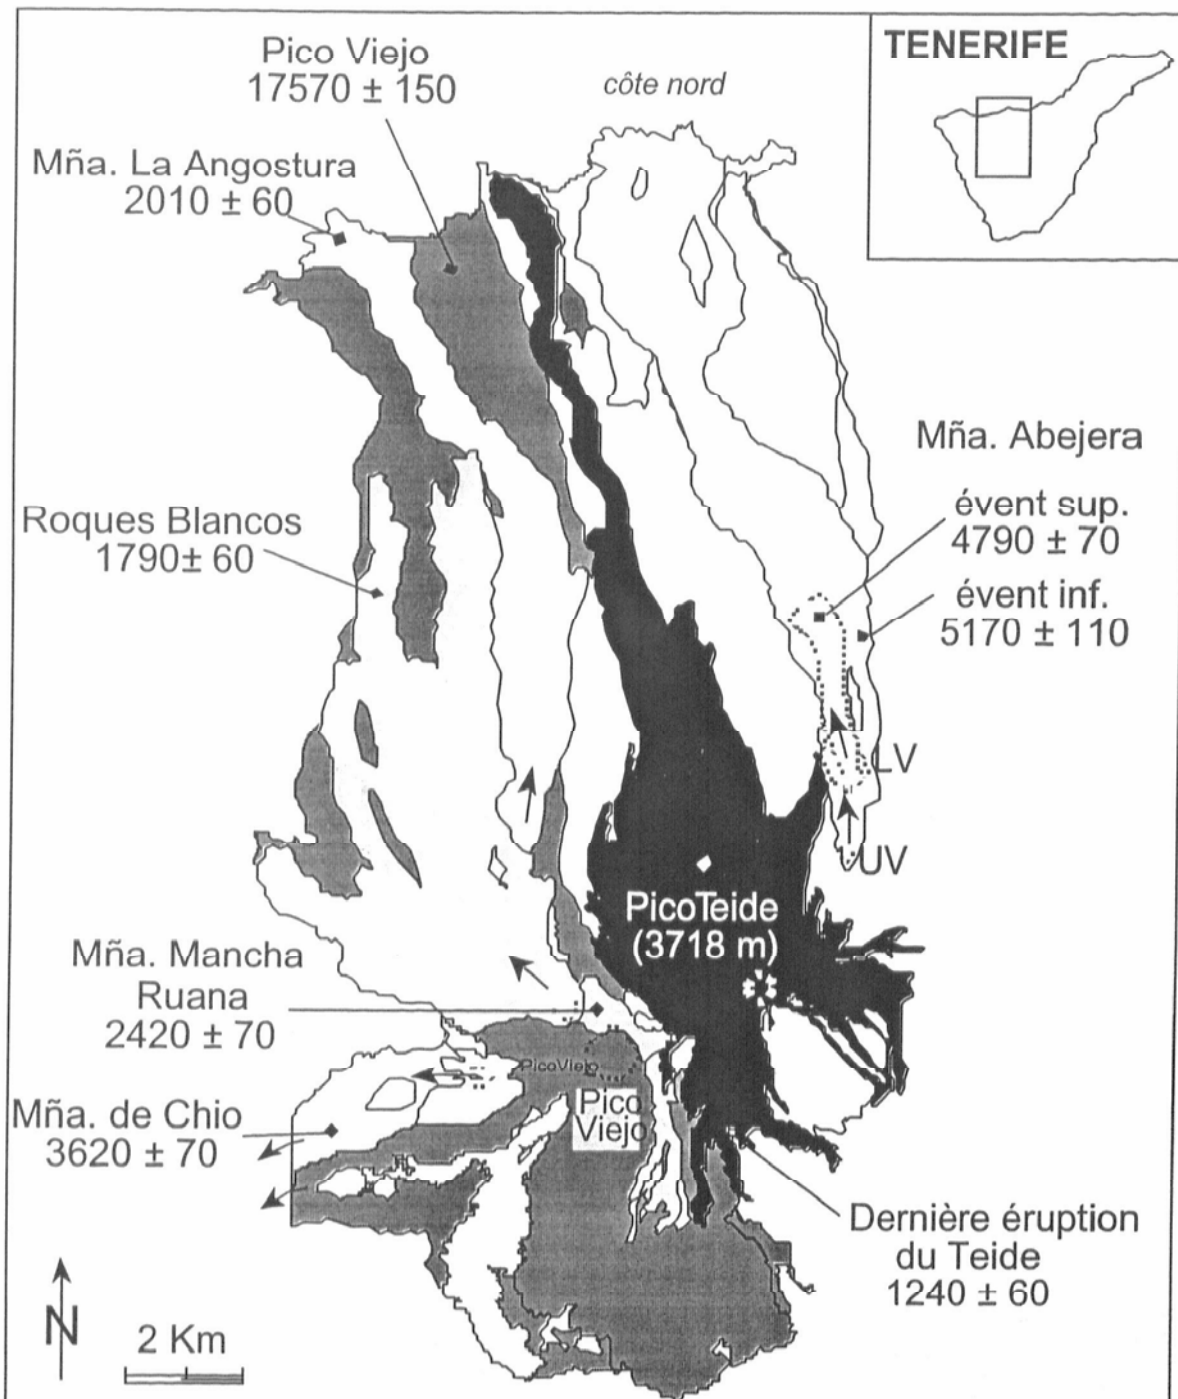 Pico Viejo
17570 ± 150
côte nord
TENERIFE
Mña. La Angostura
2010 ± 60
Mña. Abejera
évent sup.
4790 ± 70
Roques Blancos
1790± 60
évent inf.
5170 ± 110
LV
UV
PicoTeide
(3718 m)
Mña. Mancha
Ruana
2420 ± 70
PicoViejo
Pico
Viejo
Mña. de Chio
3620 ± 70
Dernière éruption
du Teide
1240 ± 60
N
2 Km